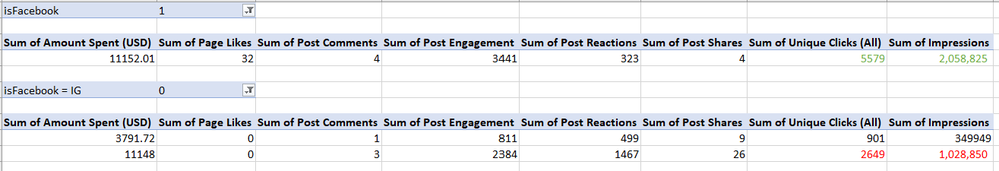 isFacebook 1
Sum of Amount Spent (USD) Sum of Page Likes Sum of Post Comments Sum of Post Engagement Sum of Post Reactions Sum of Post Shares Sum of Unique Clicks (All) Sum of Impressions
11152.01 32 4 3441 323 4 5579 2,058,825
isFacebook = IG 0
Sum of Amount Spent (USD) Sum of Page Likes Sum of Post Comments Sum of Post Engagement Sum of Post Reactions Sum of Post Shares Sum of Unique Clicks (All) Sum of Impressions
3791.72 0 1 811 499 9 901 349949
11148 0 3 2384 1467 26 2649 1,028,850